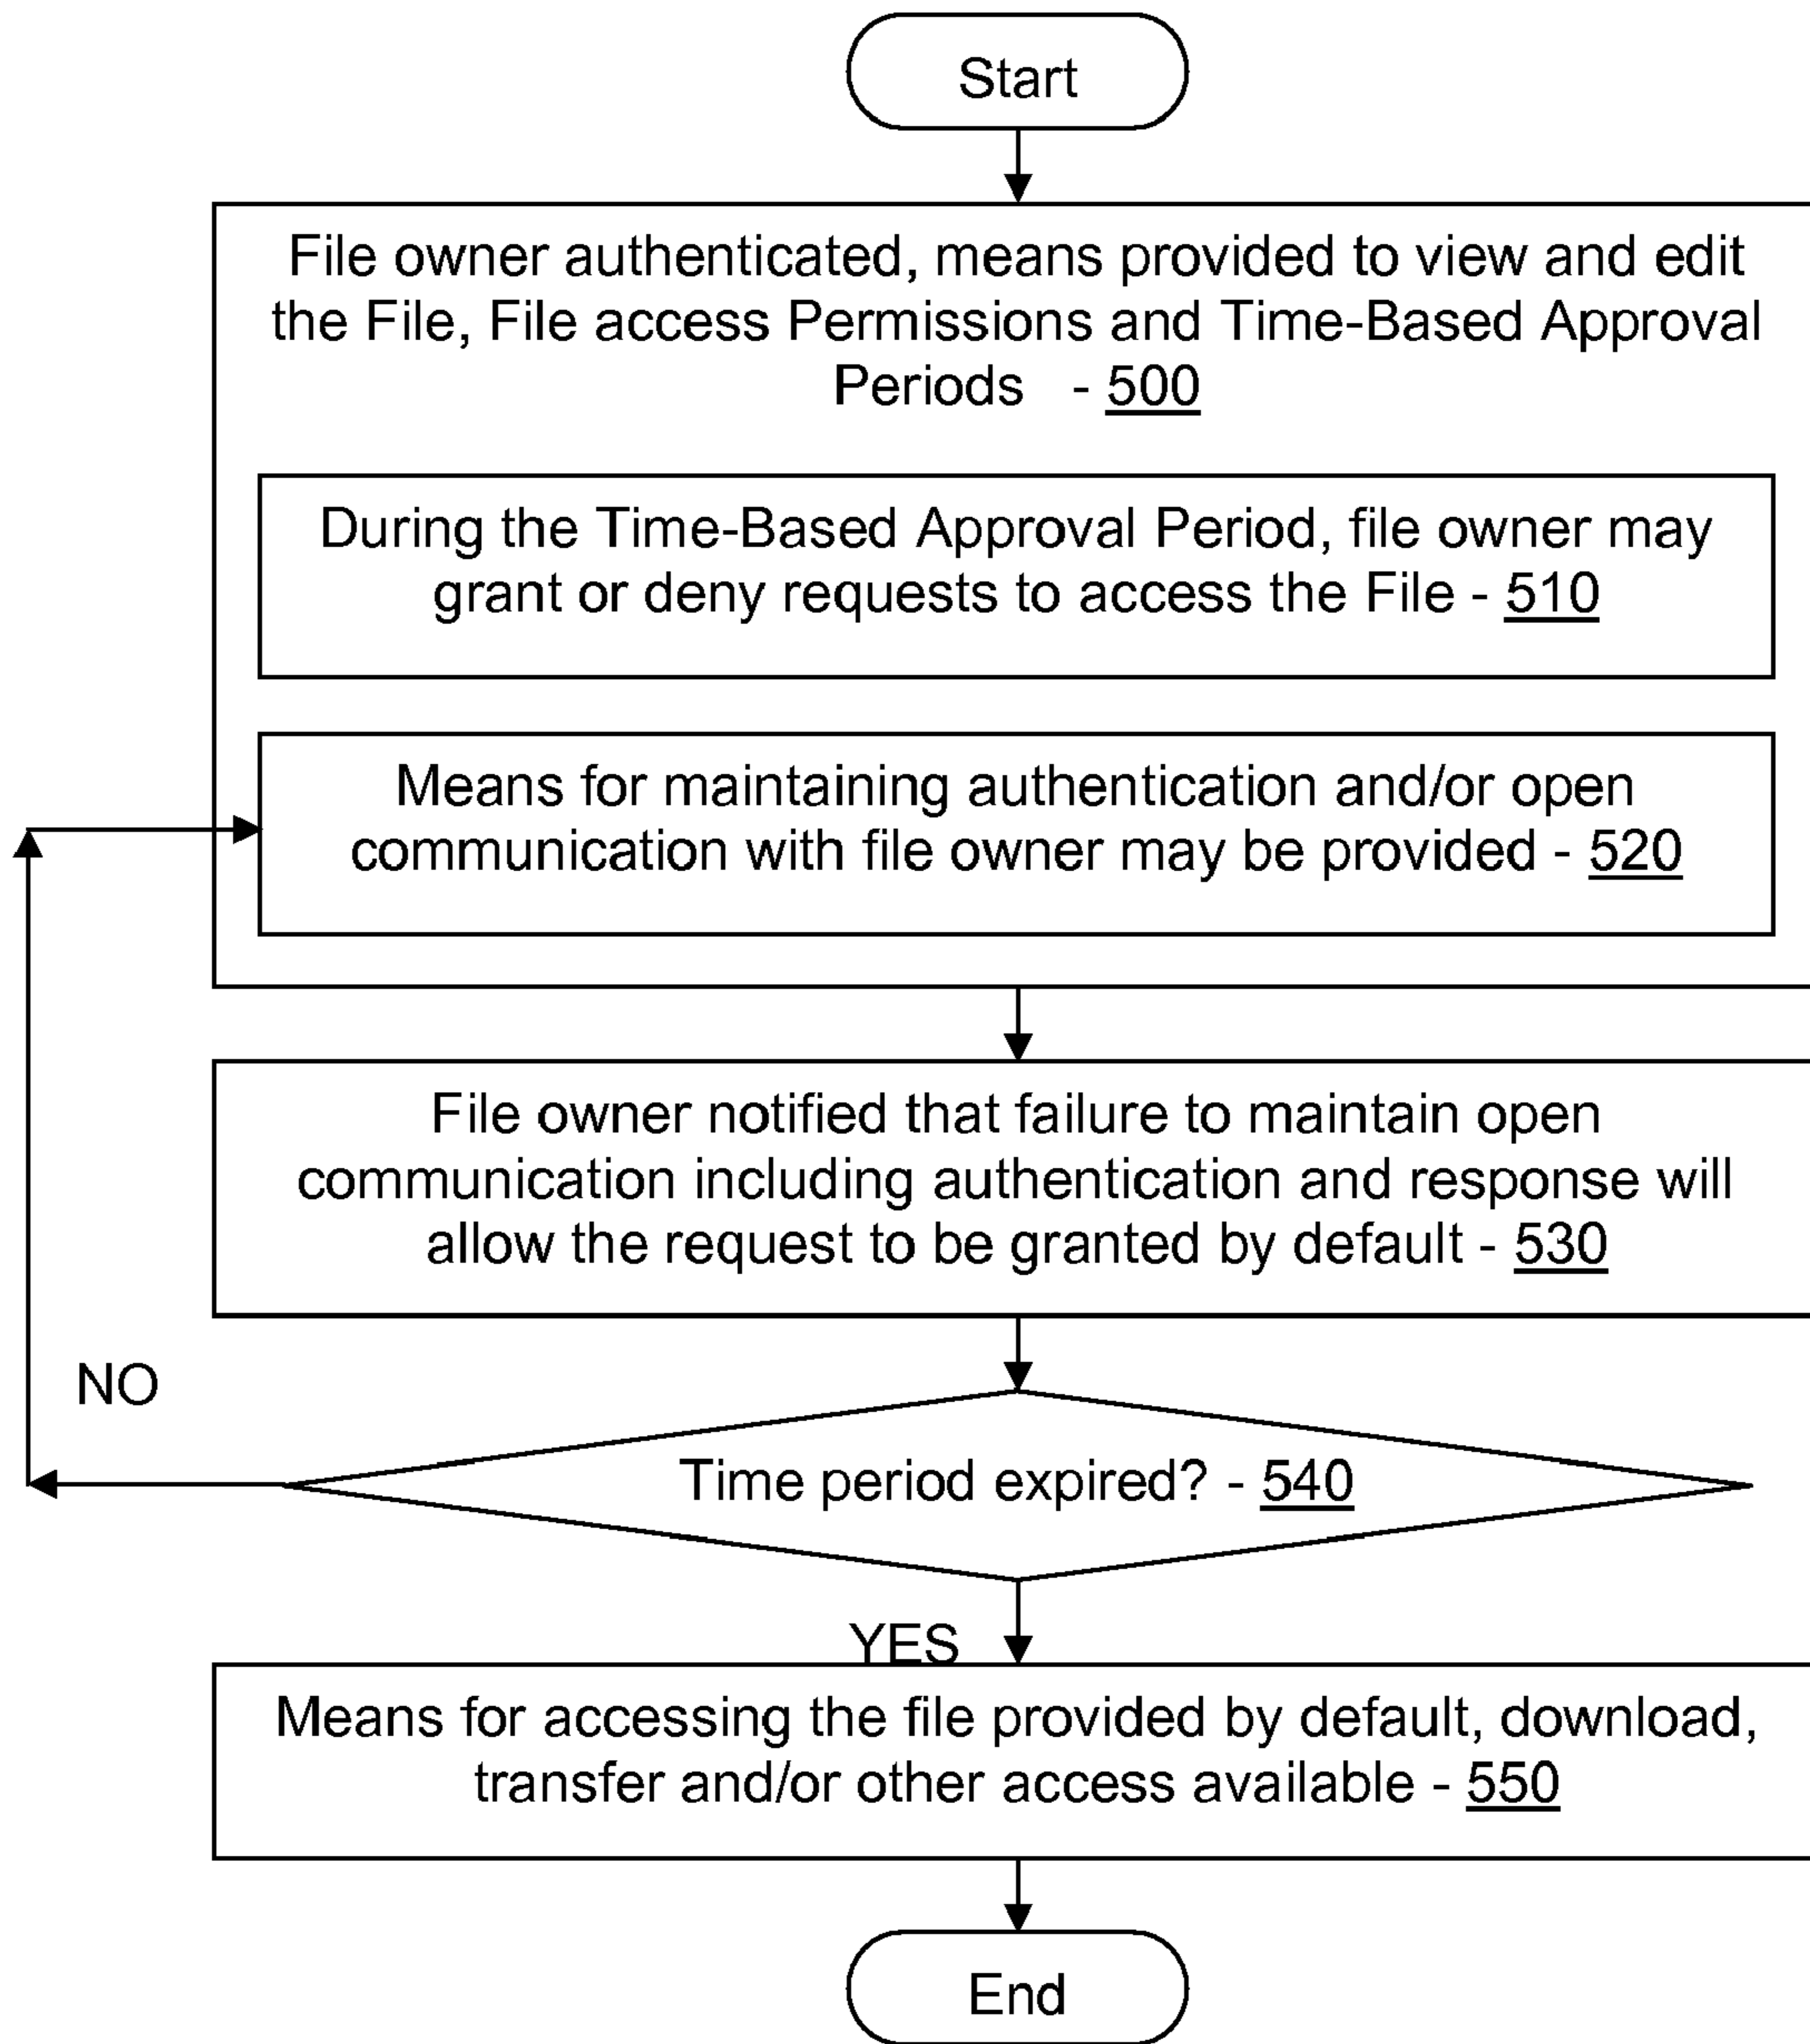 Start
File owner authenticated, means provided to view and edit
the File, File access Permissions and Time-Based Approval
Periods - 500
During the Time-Based Approval Period, file owner may
grant or deny requests to access the File - 510
Means for maintaining authentication and/or open
communication with file owner may be provided - 520
File owner notified that failure to maintain open
communication including authentication and response will
allow the request to be granted by default - 530
NO
Time period expired? - 540
YES
Means for accessing the file provided by default, download,
transfer and/or other access available - 550
End